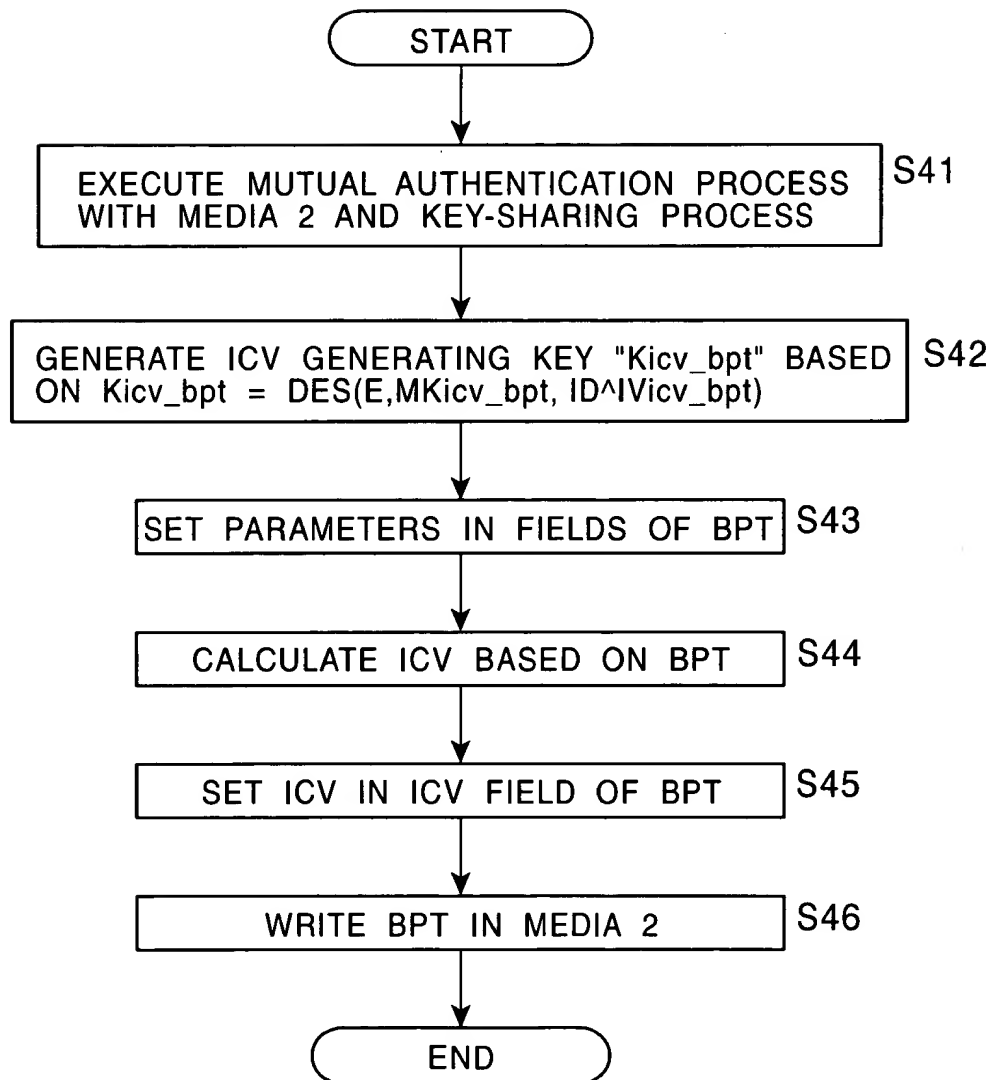 START
EXECUTE MUTUAL AUTHENTICATION PROCESS
WITH MEDIA 2 AND KEY-SHARING PROCESS
S41
GENERATE ICV GENERATING KEY "Kicv_bpt" BASED
ON Kicv_bpt = DES(E,MKicv_bpt, ID^IVicv_bpt)
S42
SET PARAMETERS IN FIELDS OF BPT
S43
CALCULATE ICV BASED ON BPT
S44
SET ICV IN ICV FIELD OF BPT
S45
WRITE BPT IN MEDIA 2
S46
END